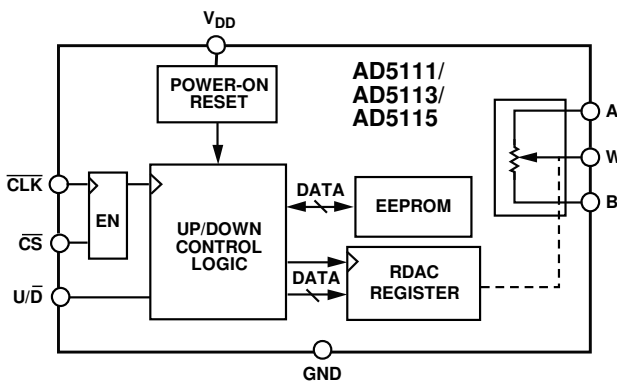 VDD
POWER-ON
RESET
AD5111/
AD5113/
AD5115
A
W
B
CLK
CS
U/D
EN
UP/DOWN
CONTROL
LOGIC
DATA
EEPROM
DATA
RDAC
REGISTER
GND